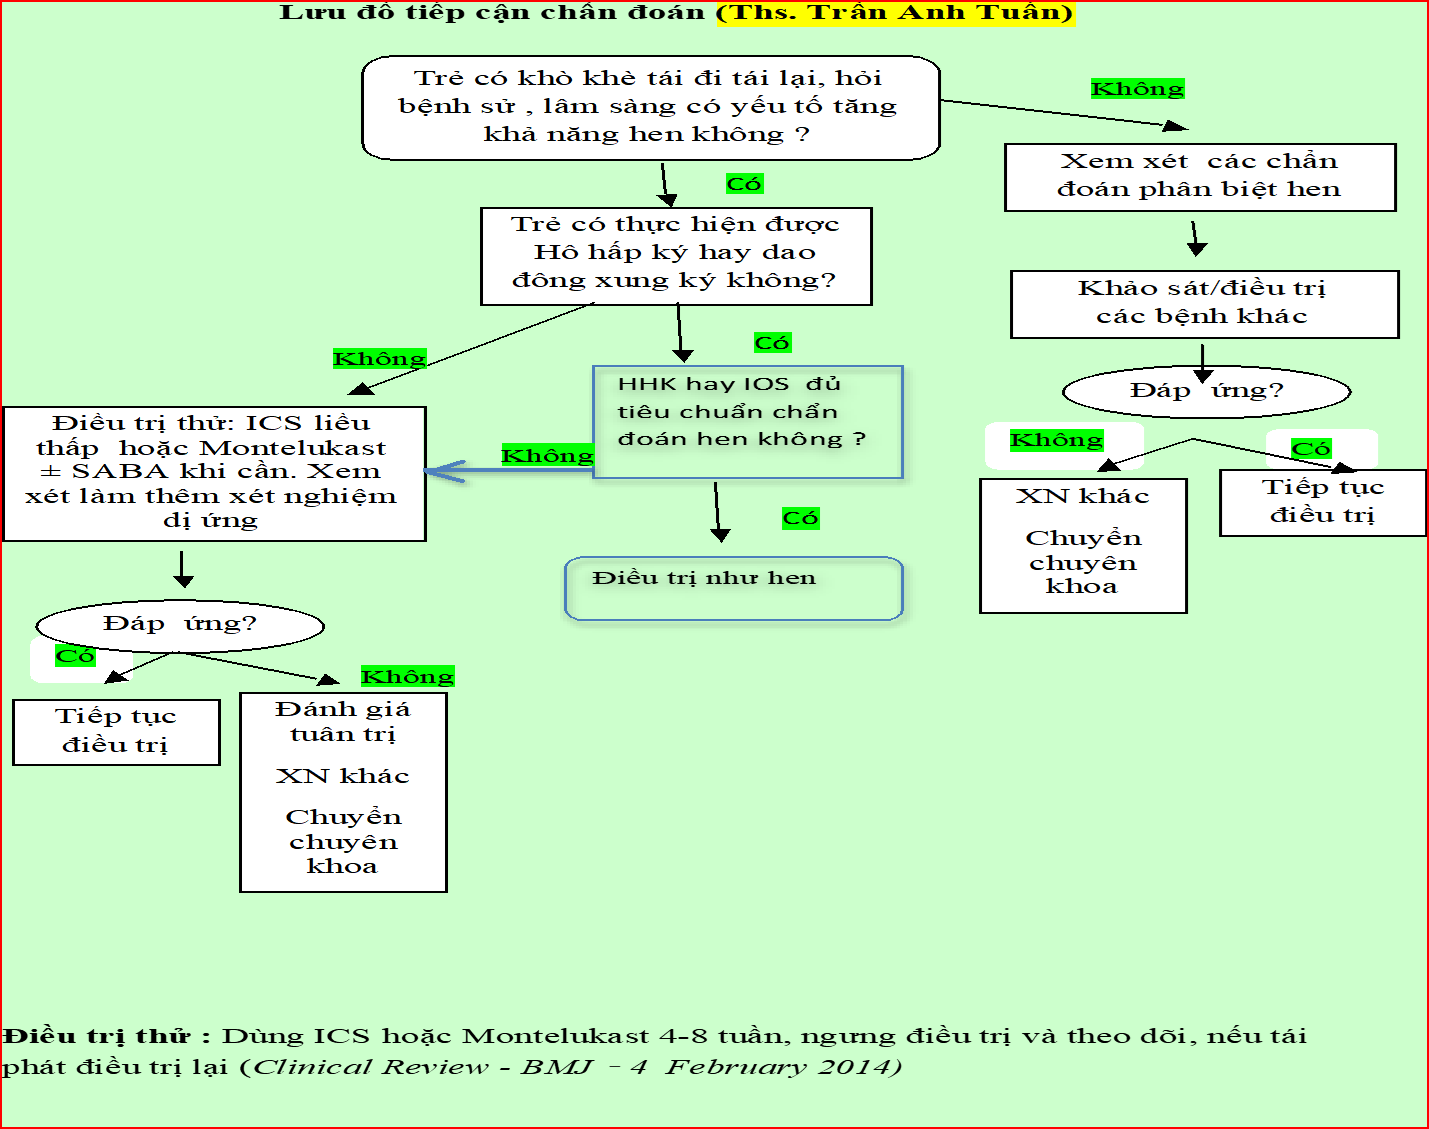 Lưu đồ tiếp cận chẩn đoán (Ths. Trần Anh Tuấn)
Trẻ có khò khè tái đi tái lại, hỏi
bệnh sử , lâm sàng có yếu tố tăng
khả năng hen không ?
Không
Xem xét các chẩn
đoán phân biệt hen
Có
Trẻ có thực hiện được
Hô hấp ký hay dao
đông xung ký không?
Khảo sát/điều trị
các bệnh khác
Không
Có
HHK hay IOS đủ
tiêu chuẩn chẩn
đoán hen không ?
Đáp ứng?
Điều trị thử: ICS liều
thấp hoặc Montelukast
± SABA khi cần. Xem
xét làm thêm xét nghiệm
dị ứng
Không
Không
Có
XN khác
Chuyển
chuyên
khoa
Tiếp tục
điều trị
Có
Điều trị như hen
Đáp ứng?
Có
Không
Tiếp tục
điều trị
Đánh giá
tuân trị
XN khác
Chuyển
chuyên
khoa
Điều trị thử : Dùng ICS hoặc Montelukast 4-8 tuần, ngưng điều trị và theo dõi, nếu tái
phát điều trị lại (Clinical Review - BMJ – 4 February 2014)